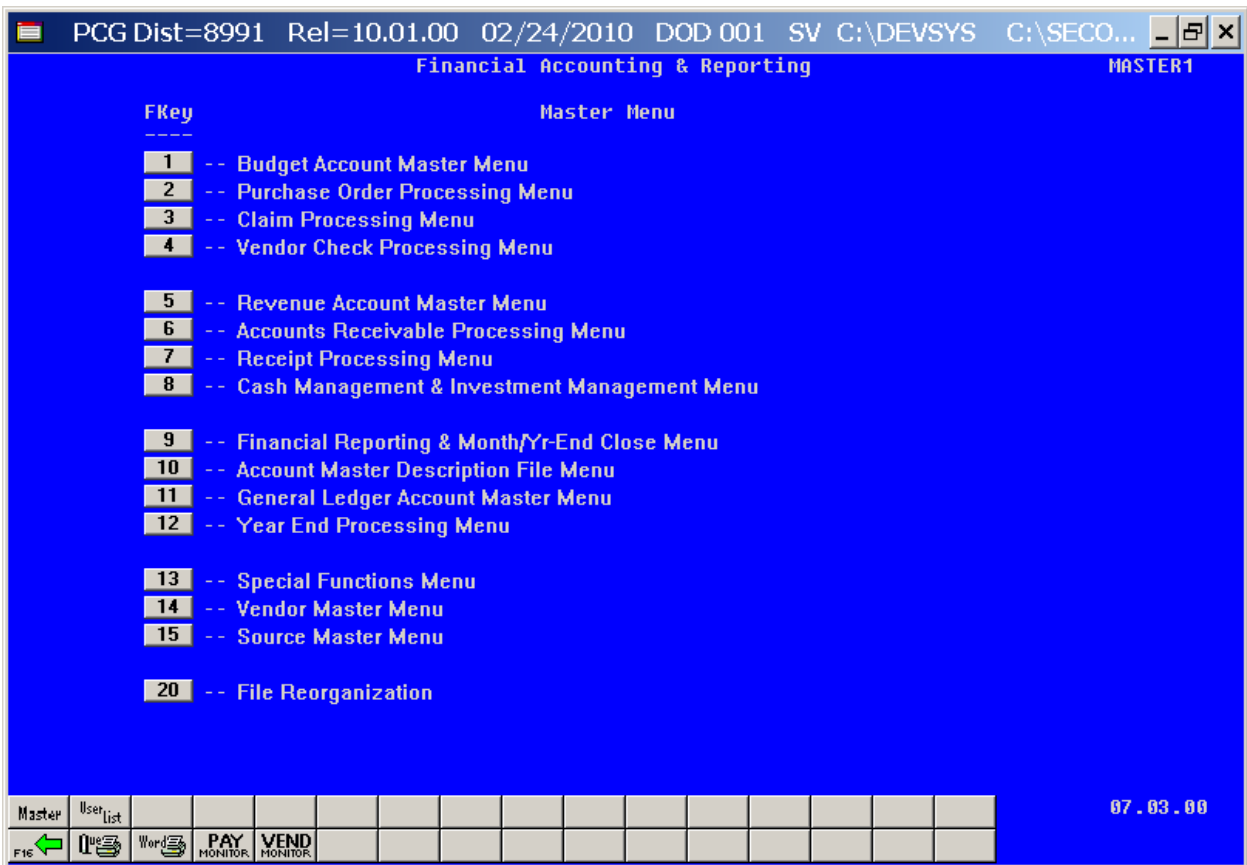 PCG Dist=8991 Rel=10.01.00 02/24/2010 DOD 001 SV C:\DEVSYS C:\SECO...
Financial Accounting & Reporting MASTER1
FKey Master Menu
----
1 -- Budget Account Master Menu
2 -- Purchase Order Processing Menu
3 -- Claim Processing Menu
4 -- Vendor Check Processing Menu
5 -- Revenue Account Master Menu
6 -- Accounts Receivable Processing Menu
7 -- Receipt Processing Menu
8 -- Cash Management & Investment Management Menu
9 -- Financial Reporting & Month/Yr-End Close Menu
10 -- Account Master Description File Menu
11 -- General Ledger Account Master Menu
12 -- Year End Processing Menu
13 -- Special Functions Menu
14 -- Vendor Master Menu
15 -- Source Master Menu
20 -- File Reorganization
Master User List 07.03.00
F16 Que Word PAY MONITOR VEND MONITOR